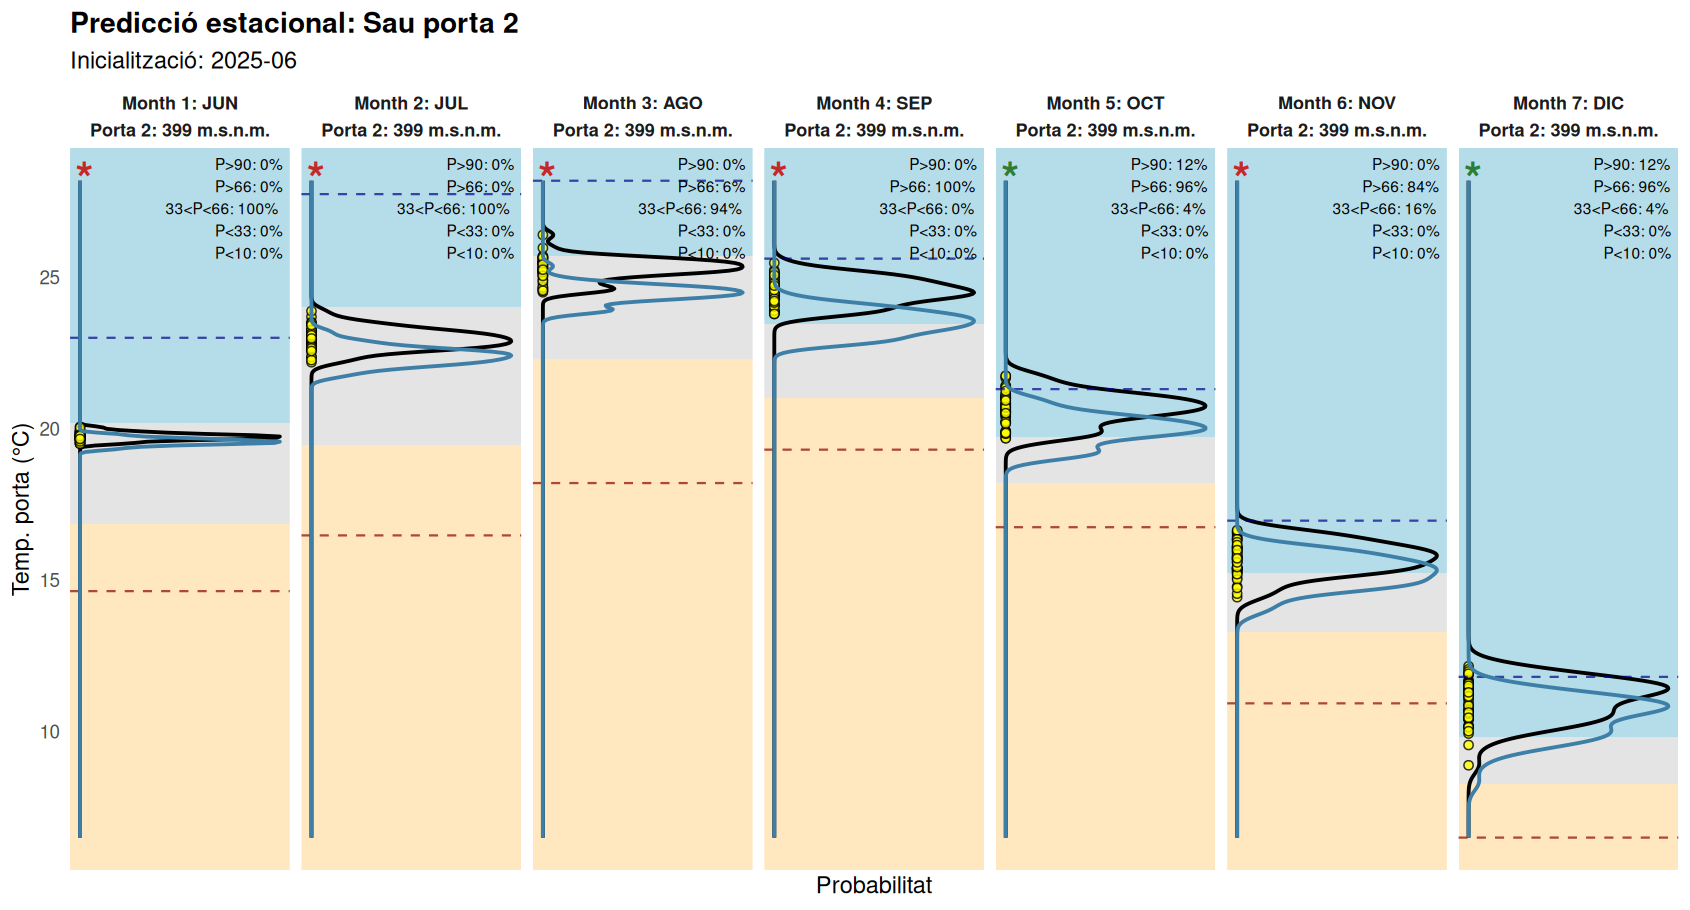 Predicció estacional: Sau porta 2
Inicialització: 2025-06
Month 1: JUN
Porta 2: 399 m.s.n.m.
*
P>90: 0%
P>66: 0%
33<P<66: 100%
P<33: 0%
P<10: 0%
Month 2: JUL
Porta 2: 399 m.s.n.m.
*
P>90: 0%
P>66: 0%
33<P<66: 100%
P<33: 0%
P<10: 0%
Month 3: AGO
Porta 2: 399 m.s.n.m.
*
P>90: 0%
P>66: 6%
33<P<66: 94%
P<33: 0%
P<10: 0%
Month 4: SEP
Porta 2: 399 m.s.n.m.
*
P>90: 0%
P>66: 100%
33<P<66: 0%
P<33: 0%
P<10: 0%
Month 5: OCT
Porta 2: 399 m.s.n.m.
*
P>90: 12%
P>66: 96%
33<P<66: 4%
P<33: 0%
P<10: 0%
Month 6: NOV
Porta 2: 399 m.s.n.m.
*
P>90: 0%
P>66: 84%
33<P<66: 16%
P<33: 0%
P<10: 0%
Month 7: DIC
Porta 2: 399 m.s.n.m.
*
P>90: 12%
P>66: 96%
33<P<66: 4%
P<33: 0%
P<10: 0%
Temp. porta (°C)
25
20
15
10
Probabilitat